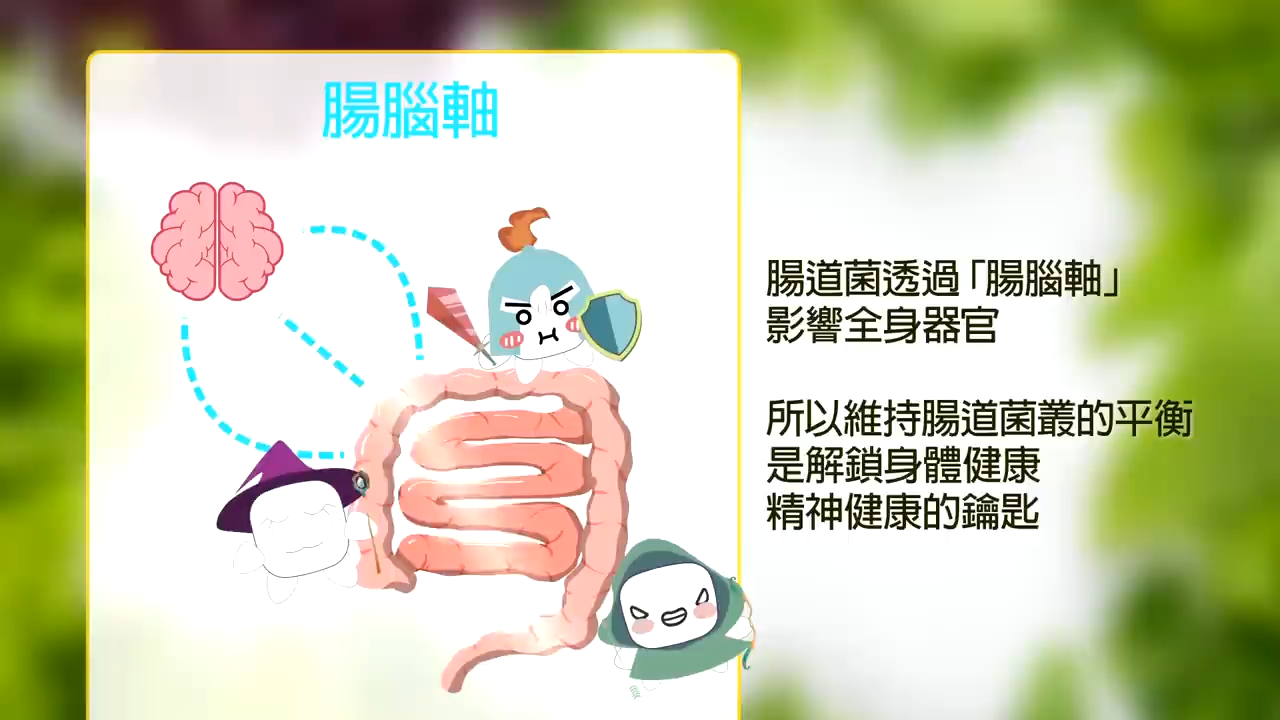 腸腦軸
腸道菌透過「腸腦軸」
影響全身器官
所以維持腸道菌叢的平衡
是解鎖身體健康
精神健康的鑰匙